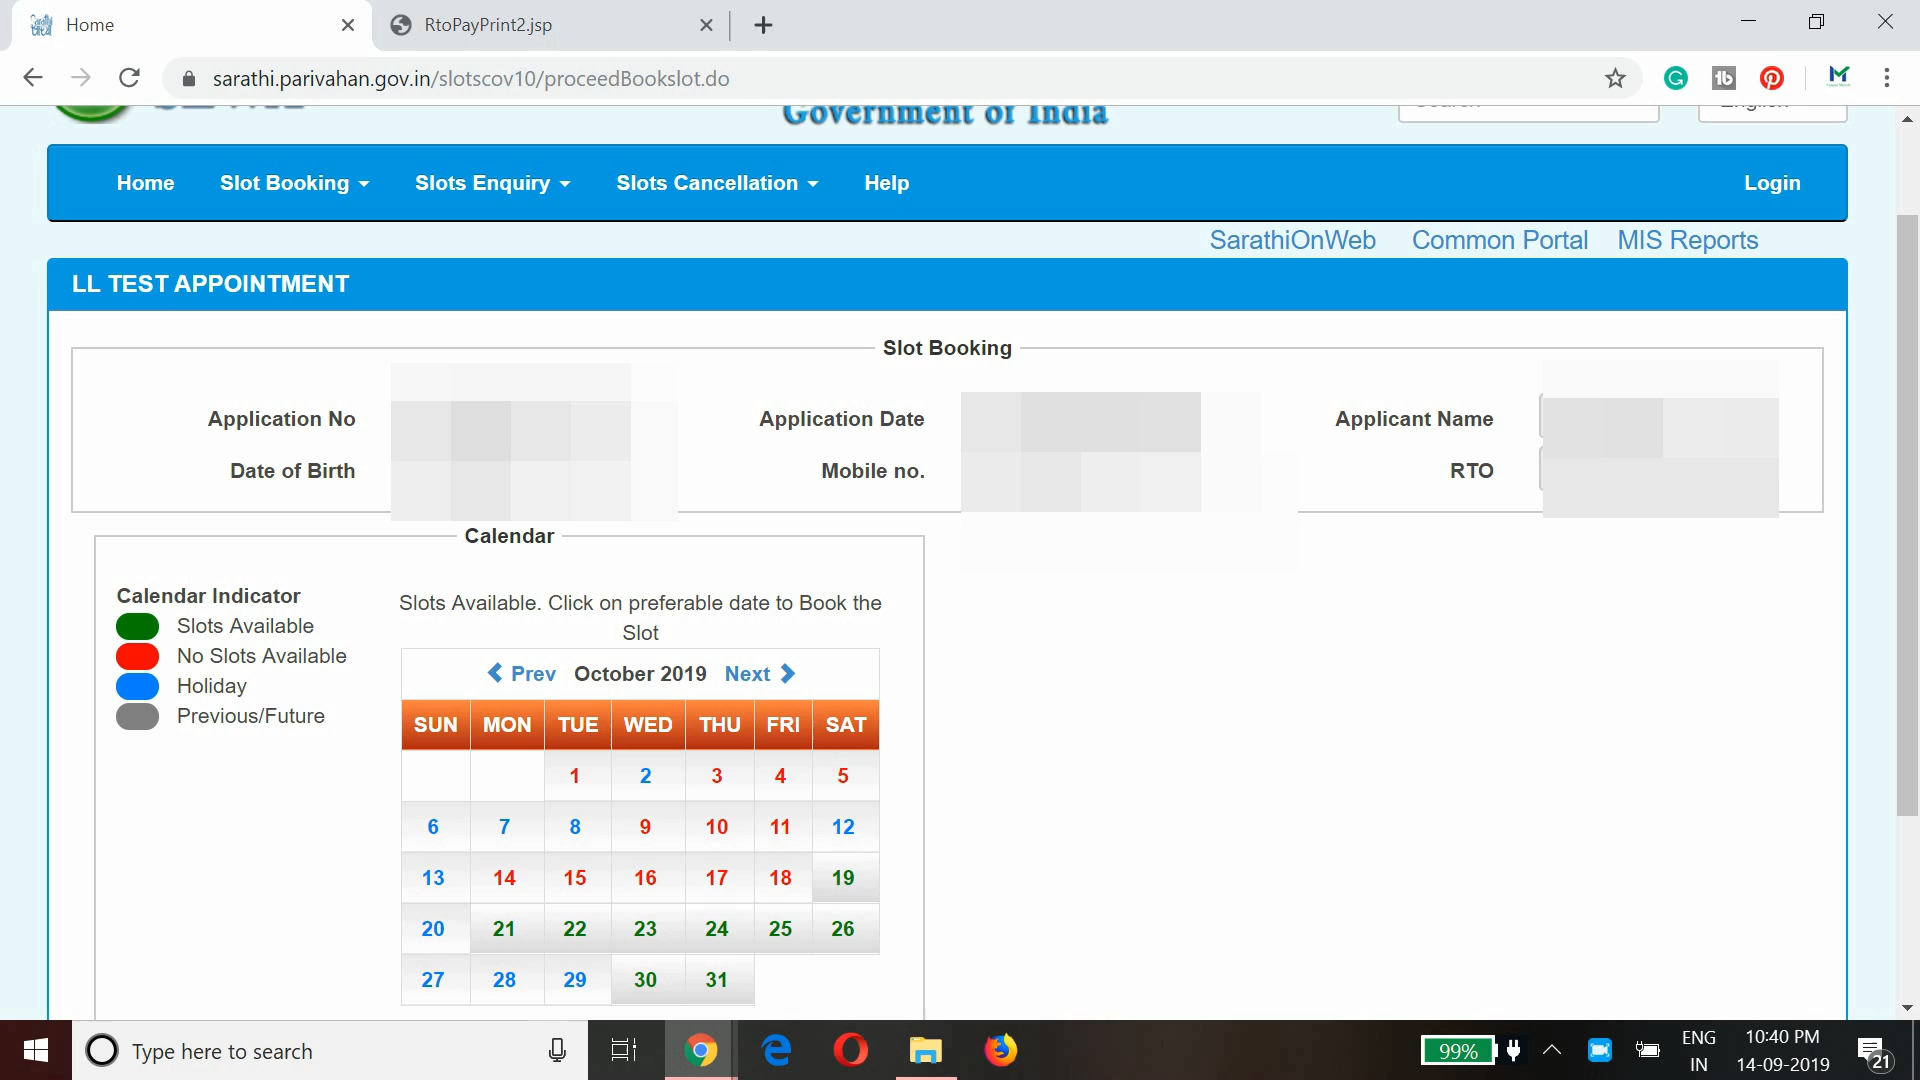 Home
RtoPayPrint2.jsp
sarathi.parivahan.gov.in/slotscov10/proceedBookslot.do
Government of India
Home Slot Booking Slots Enquiry Slots Cancellation Help Login
SarathiOnWeb Common Portal MIS Reports
LL TEST APPOINTMENT
Slot Booking
Application No Application Date Applicant Name
Date of Birth Mobile no. RTO
Calendar
Calendar Indicator
Slots Available
No Slots Available
Holiday
Previous/Future
Slots Available. Click on preferable date to Book the
Slot
Prev October 2019 Next
SUN MON TUE WED THU FRI SAT
1 2 3 4 5
6 7 8 9 10 11 12
13 14 15 16 17 18 19
20 21 22 23 24 25 26
27 28 29 30 31
Type here to search
99%
ENG
IN
10:40 PM
14-09-2019
21